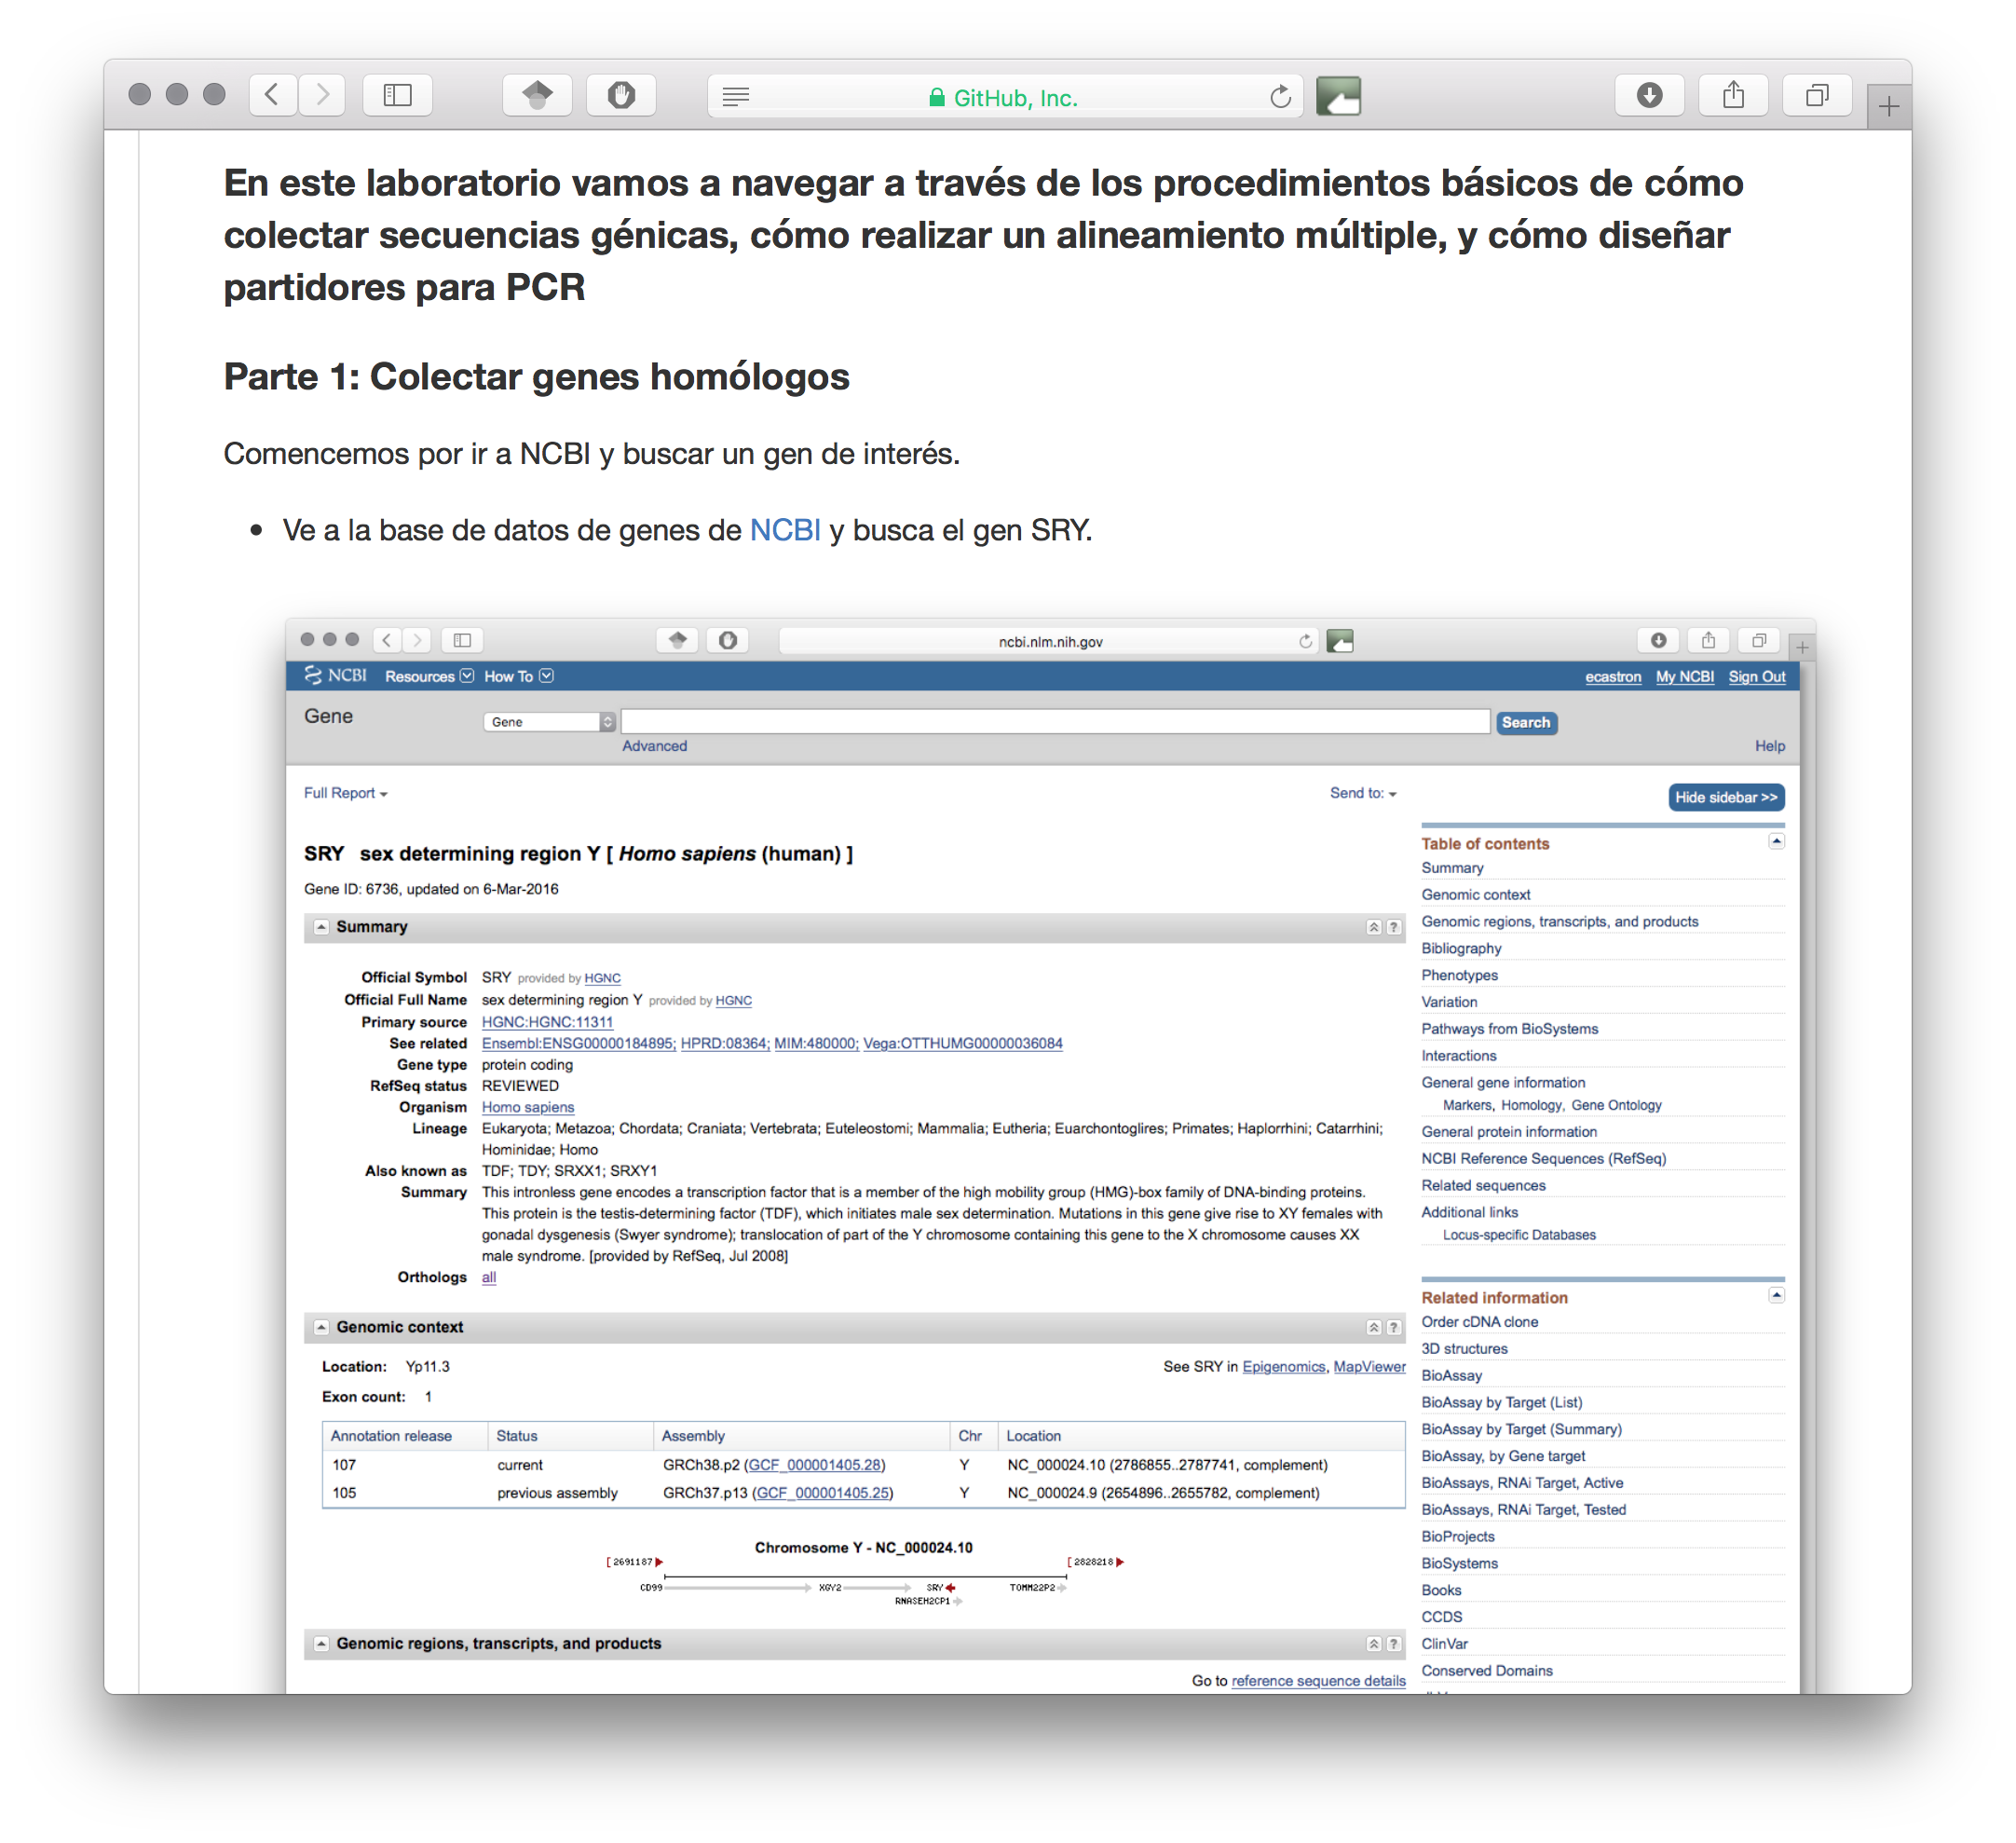 GitHub, Inc.
En este laboratorio vamos a navegar a través de los procedimientos básicos de cómo
colectar secuencias génicas, cómo realizar un alineamiento múltiple, y cómo diseñar
partidores para PCR
Parte 1: Colectar genes homólogos
Comencemos por ir a NCBI y buscar un gen de interés.
• Ve a la base de datos de genes de NCBI y busca el gen SRY.
ncbi.nlm.nih.gov
NCBI Resources How To ecastron My NCBI Sign Out
Gene Gene Search
Advanced Help
Full Report Send to: Hide sidebar >>
SRY sex determining region Y [ Homo sapiens (human) ]
Gene ID: 6736, updated on 6-Mar-2016
Summary
Official Symbol SRY provided by HGNC
Official Full Name sex determining region Y provided by HGNC
Primary source HGNC:HGNC:11311
See related Ensembl:ENSG00000184895; HPRD:08364; MIM:480000; Vega:OTTHUMG00000036084
Gene type protein coding
RefSeq status REVIEWED
Organism Homo sapiens
Lineage Eukaryota; Metazoa; Chordata; Craniata; Vertebrata; Euteleostomi; Mammalia; Eutheria; Euarchontoglires; Primates; Haplorrhini; Catarrhini;
Hominidae; Homo
Also known as TDF; TDY; SRXX1; SRXY1
Summary This intronless gene encodes a transcription factor that is a member of the high mobility group (HMG)-box family of DNA-binding proteins.
This protein is the testis-determining factor (TDF), which initiates male sex determination. Mutations in this gene give rise to XY females with
gonadal dysgenesis (Swyer syndrome); translocation of part of the Y chromosome containing this gene to the X chromosome causes XX
male syndrome. [provided by RefSeq, Jul 2008]
Orthologs all
Genomic context
Location: Yp11.3 See SRY in Epigenomics, MapViewer
Exon count: 1
Annotation release Status Assembly Chr Location
107 current GRCh38.p2 (GCF_000001405.28) Y NC_000024.10 (2786855..2787741, complement)
105 previous assembly GRCh37.p13 (GCF_000001405.25) Y NC_000024.9 (2654896..2655782, complement)
Chromosome Y - NC_000024.10
[ 2691187 [ 2828218
CD99 XGY2 SRY TOMM22P2
RNASEH2CP1
Genomic regions, transcripts, and products
Go to reference sequence details
Table of contents
Summary
Genomic context
Genomic regions, transcripts, and products
Bibliography
Phenotypes
Variation
Pathways from BioSystems
Interactions
General gene information
Markers, Homology, Gene Ontology
General protein information
NCBI Reference Sequences (RefSeq)
Related sequences
Additional links
Locus-specific Databases
Related information
Order cDNA clone
3D structures
BioAssay
BioAssay by Target (List)
BioAssay by Target (Summary)
BioAssay, by Gene target
BioAssays, RNAi Target, Active
BioAssays, RNAi Target, Tested
BioProjects
BioSystems
Books
CCDS
ClinVar
Conserved Domains